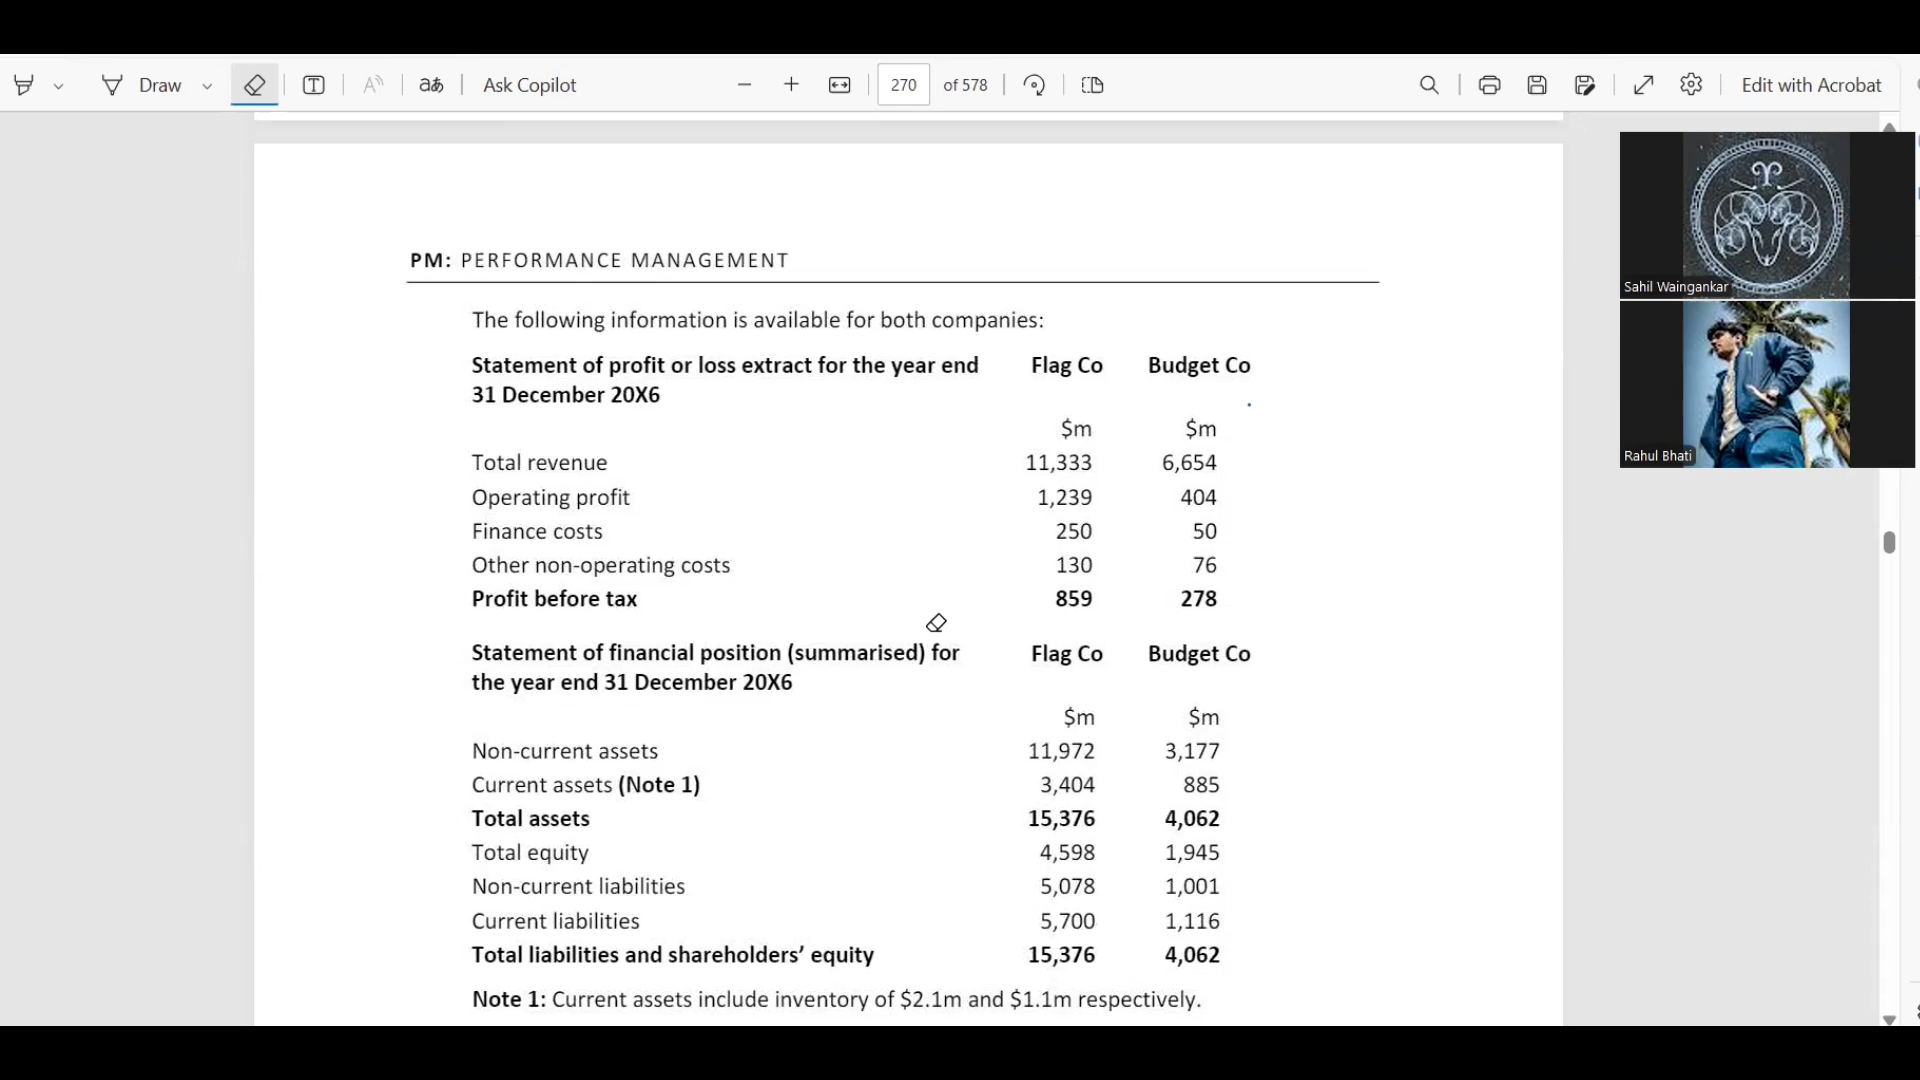 Draw
aあ
Ask Copilot
270 of 578
Edit with Acrobat
PM: PERFORMANCE MANAGEMENT
The following information is available for both companies:
Statement of profit or loss extract for the year end Flag Co Budget Co
31 December 20X6
$m $m
Total revenue 11,333 6,654
Operating profit 1,239 404
Finance costs 250 50
Other non-operating costs 130 76
Profit before tax 859 278
Statement of financial position (summarised) for Flag Co Budget Co
the year end 31 December 20X6
$m $m
Non-current assets 11,972 3,177
Current assets (Note 1) 3,404 885
Total assets 15,376 4,062
Total equity 4,598 1,945
Non-current liabilities 5,078 1,001
Current liabilities 5,700 1,116
Total liabilities and shareholders’ equity 15,376 4,062
Note 1: Current assets include inventory of $2.1m and $1.1m respectively.
Sahil Waingankar
Rahul Bhati